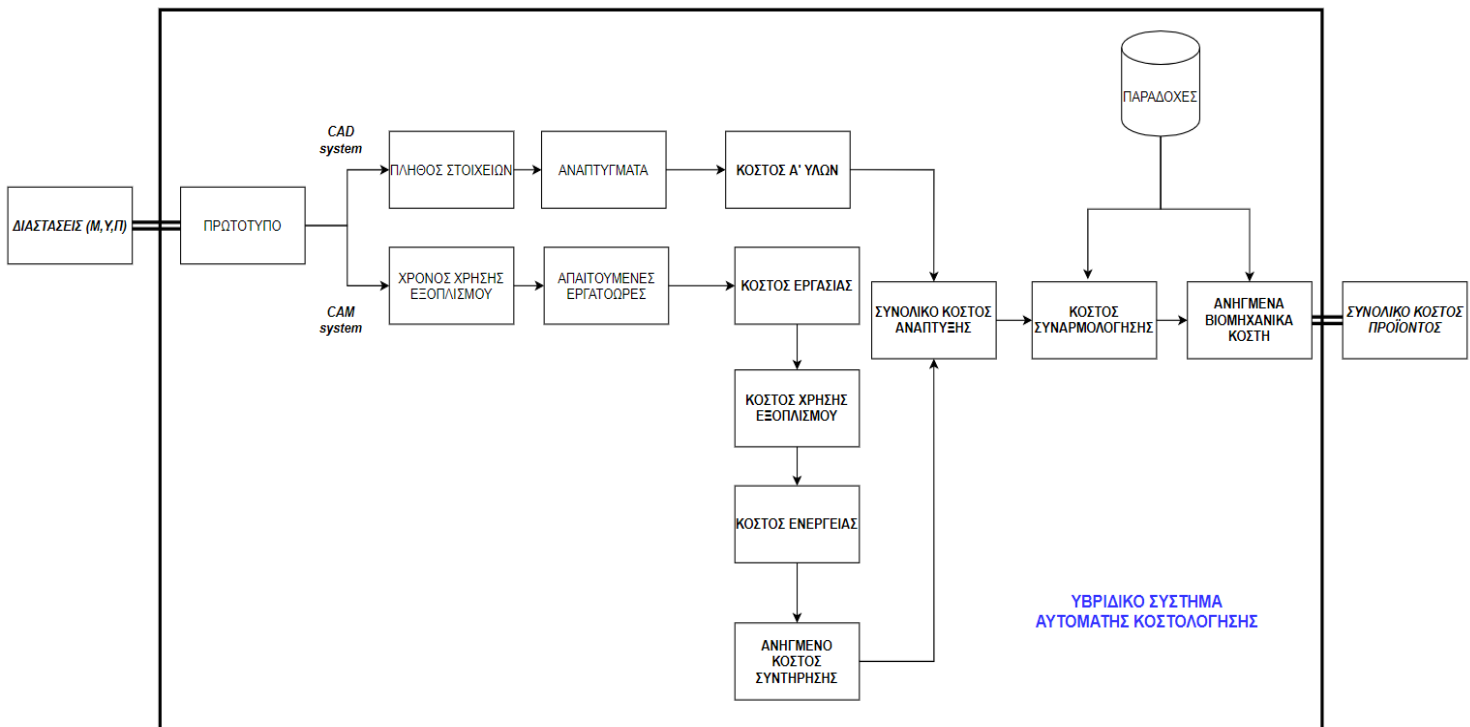 ΠΑΡΑΔΟΧΕΣ
CAD
system
ΠΛΗΘΟΣ ΣΤΟΙΧΕΙΩΝ
ΑΝΑΠΤΥΓΜΑΤΑ
ΚΟΣΤΟΣ Α' ΥΛΩΝ
ΔΙΑΣΤΑΣΕΙΣ (Μ,Υ,Π)
ΠΡΩΤΟΤΥΠΟ
ΧΡΟΝΟΣ ΧΡΗΣΗΣ
ΕΞΟΠΛΙΣΜΟΥ
ΑΠΑΙΤΟΥΜΕΝΕΣ
ΕΡΓΑΤΟΩΡΕΣ
ΚΟΣΤΟΣ ΕΡΓΑΣΙΑΣ
CAM
system
ΣΥΝΟΛΙΚΟ ΚΟΣΤΟΣ
ΑΝΑΠΤΥΞΗΣ
ΚΟΣΤΟΣ
ΣΥΝΑΡΜΟΛΟΓΗΣΗΣ
ΑΝΗΓΜΕΝΑ
ΒΙΟΜΗΧΑΝΙΚΑ
ΚΟΣΤΗ
ΣΥΝΟΛΙΚΟ ΚΟΣΤΟΣ
ΠΡΟΪΟΝΤΟΣ
ΚΟΣΤΟΣ ΧΡΗΣΗΣ
ΕΞΟΠΛΙΣΜΟΥ
ΚΟΣΤΟΣ ΕΝΕΡΓΕΙΑΣ
ΑΝΗΓΜΕΝΟ
ΚΟΣΤΟΣ
ΣΥΝΤΗΡΗΣΗΣ
ΥΒΡΙΔΙΚΟ ΣΥΣΤΗΜΑ
ΑΥΤΟΜΑΤΗΣ ΚΟΣΤΟΛΟΓΗΣΗΣ